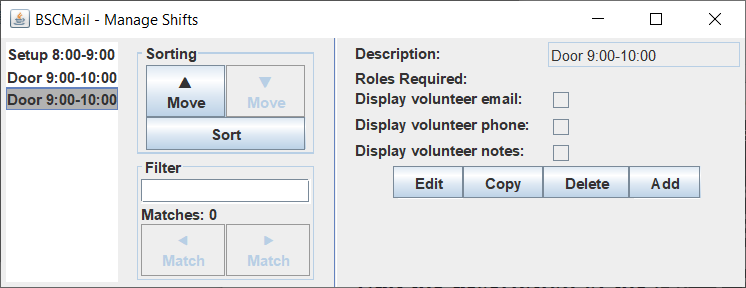 BSCMail - Manage Shifts
Setup 8:00-9:00
Door 9:00-10:00
Door 9:00-10:00
Sorting
Move
Move
Sort
Filter
Matches: 0
Match
Match
Description:
Door 9:00-10:00
Roles Required:
Display volunteer email:
Display volunteer phone:
Display volunteer notes:
Edit
Copy
Delete
Add